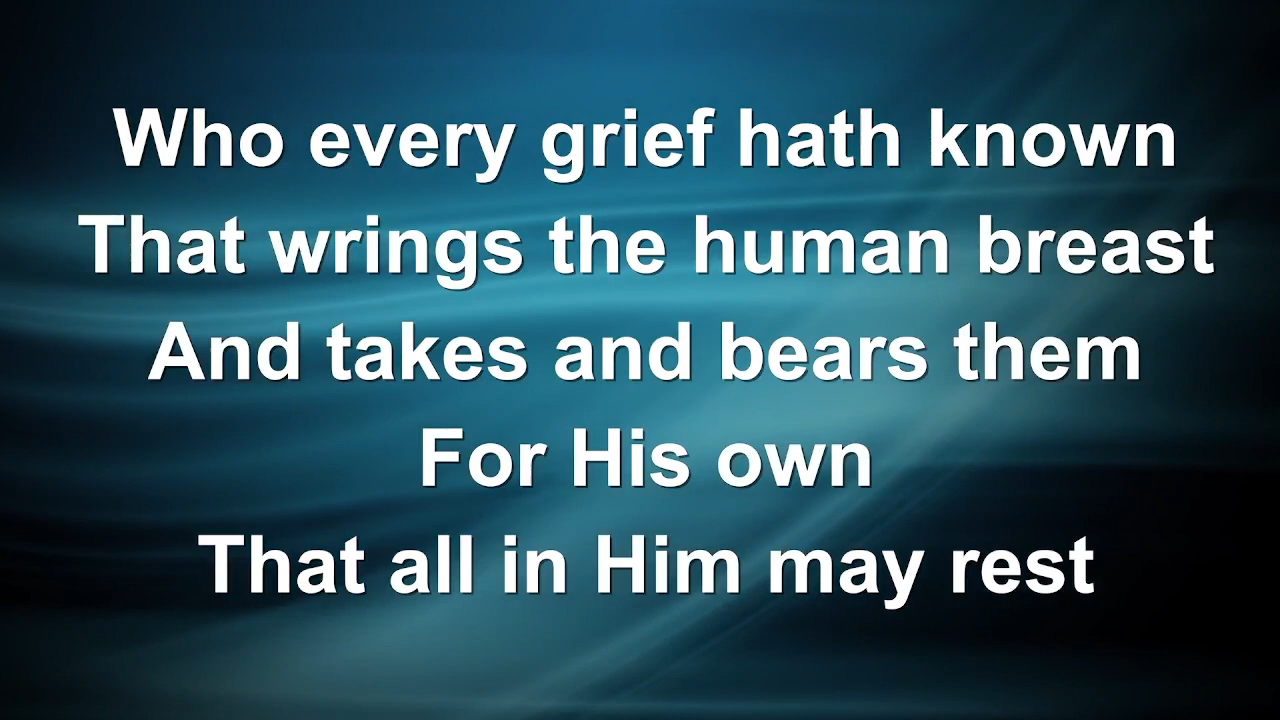 Who every grief hath known
That wrings the human breast
And takes and bears them
For His own
That all in Him may rest